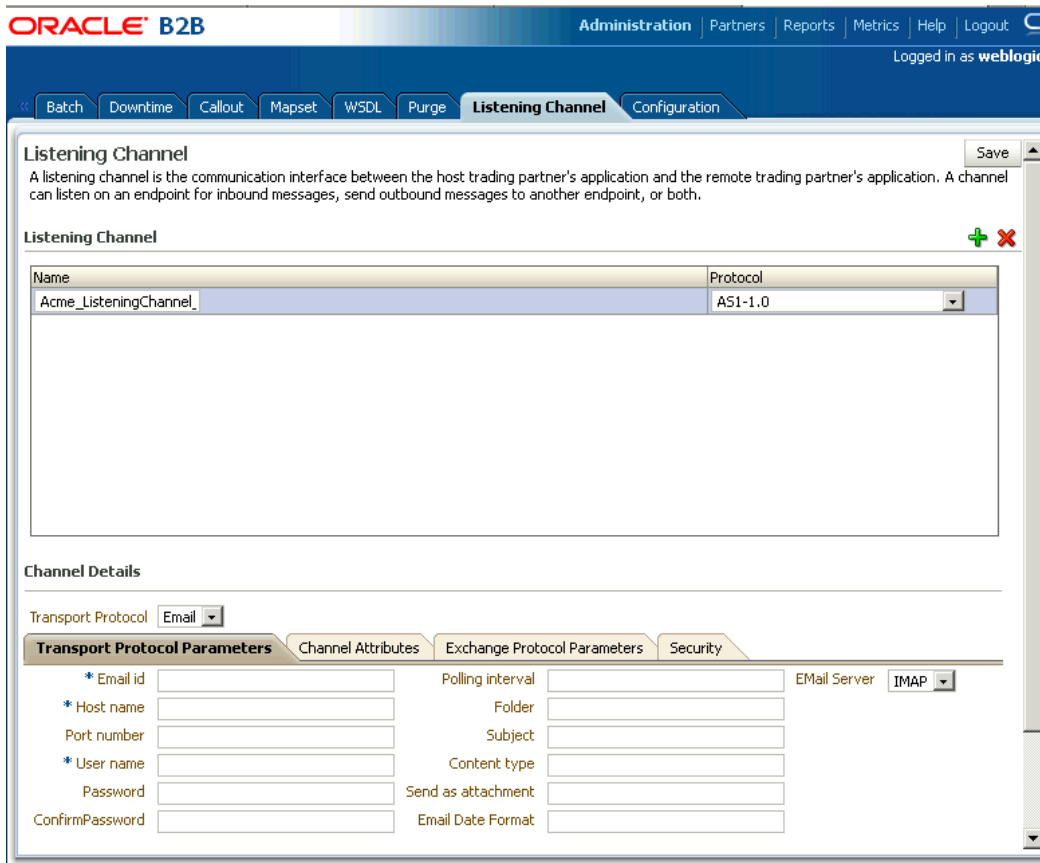 ORACLE B2B
Administration | Partners | Reports | Metrics | Help | Logout
Logged in as weblogic
« Batch Downtime Callout Mapset WSDL Purge Listening Channel Configuration
Listening Channel Save
A listening channel is the communication interface between the host trading partner's application and the remote trading partner's application. A channel
can listen on an endpoint for inbound messages, send outbound messages to another endpoint, or both.
Listening Channel
Name Protocol
Acme_ListeningChannel_ AS1-1.0
Channel Details
Transport Protocol Email
Transport Protocol Parameters Channel Attributes Exchange Protocol Parameters Security
* Email id Polling interval EMail Server IMAP
* Host name Folder
Port number Subject
* User name Content type
Password Send as attachment
ConfirmPassword Email Date Format